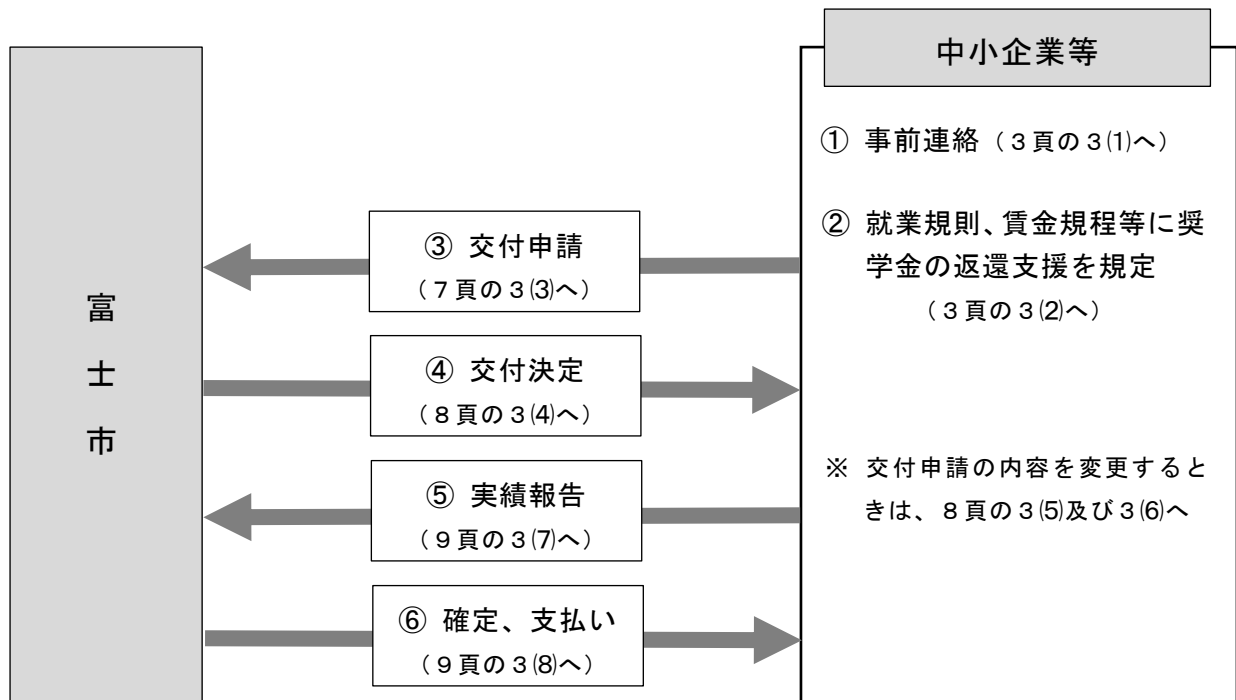 富
士
市
中小企業等
① 事前連絡（３頁の３⑴へ）
② 就業規則、賃金規程等に奨
学金の返還支援を規定
（３頁の３⑵へ）
③ 交付申請
（７頁の３⑶へ）
④ 交付決定
（８頁の３⑷へ）
⑤ 実績報告
（９頁の３⑺へ）
⑥ 確定、支払い
（９頁の３⑻へ）
※ 交付申請の内容を変更すると
きは、８頁の３⑸及び３⑹へ